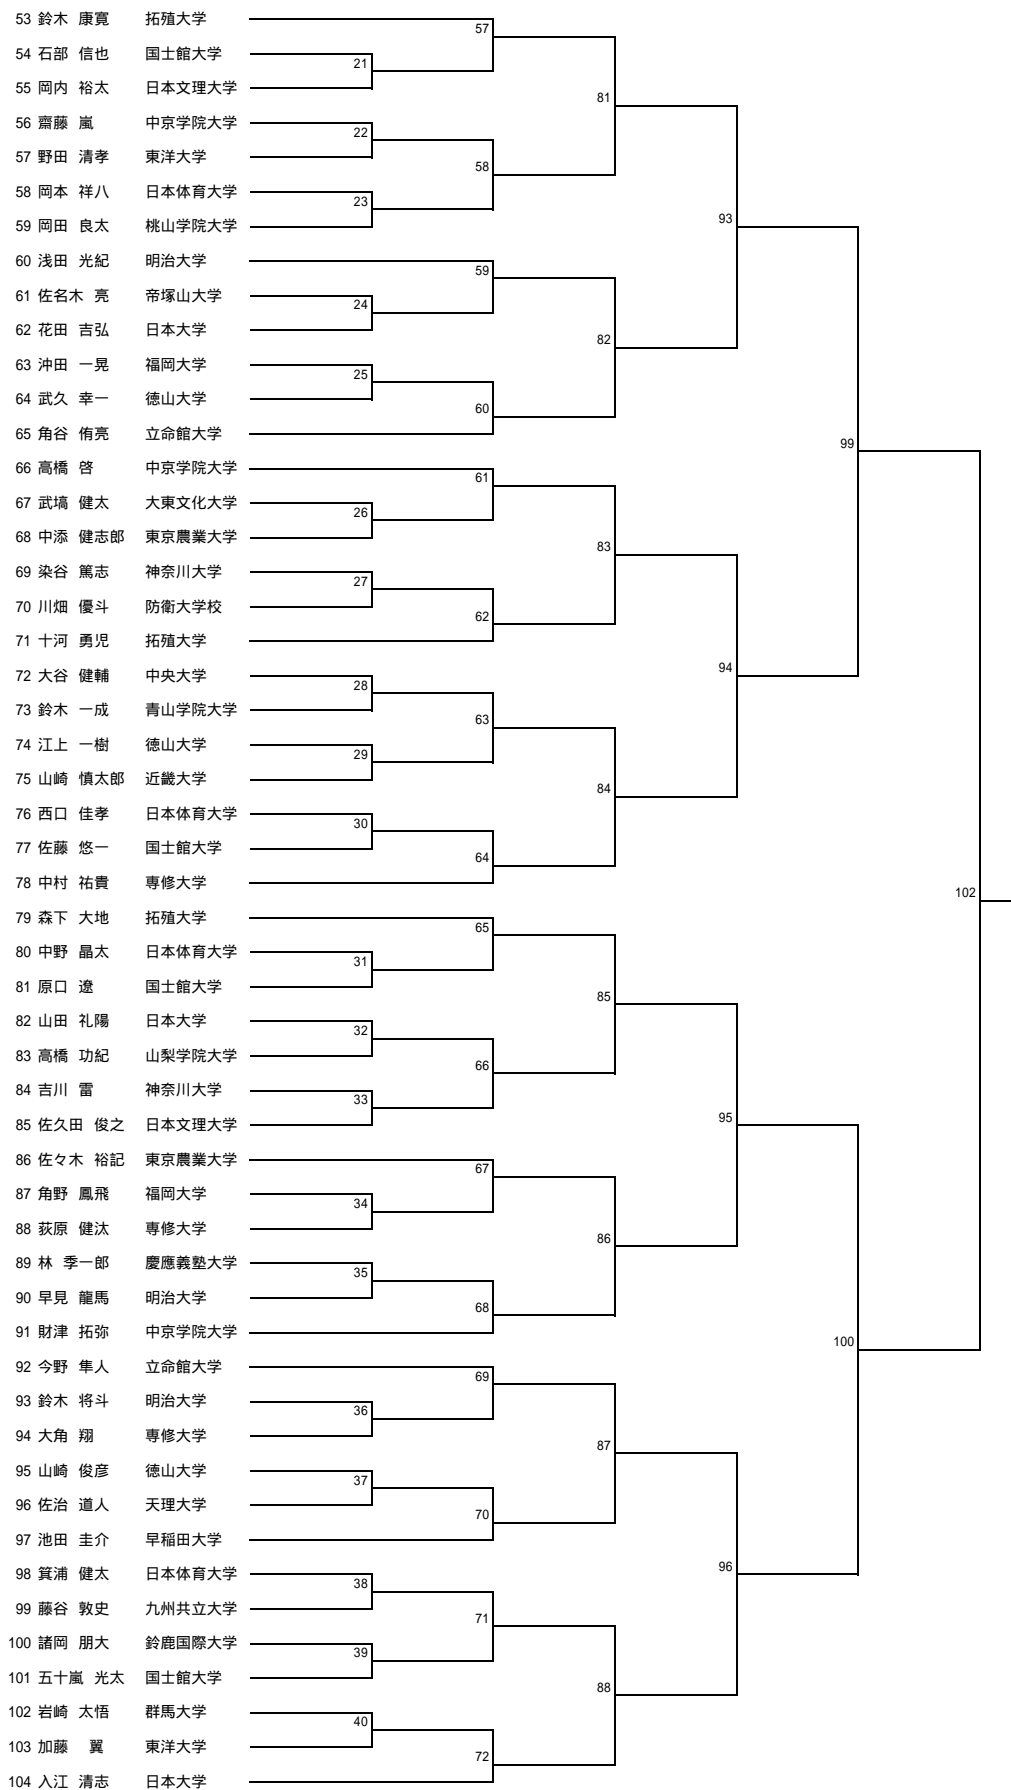 53 鈴木 康寛 拓殖大学
57
54 石部 信也 国士館大学
21
55 岡内 裕太 日本文理大学
81
56 齋藤 嵐 中京学院大学
22
57 野田 清孝 東洋大学
58
58 岡本 祥八 日本体育大学
23
59 岡田 良太 桃山学院大学
93
60 浅田 光紀 明治大学
59
61 佐名木 亮 帝塚山大学
24
62 花田 吉弘 日本大学
82
63 沖田 一晃 福岡大学
25
64 武久 幸一 徳山大学
60
65 角谷 侑亮 立命館大学
99
66 高橋 啓 中京学院大学
61
67 武塙 健太 大東文化大学
26
68 中添 健志郎 東京農業大学
83
69 染谷 篤志 神奈川大学
27
70 川畑 優斗 防衛大学校
62
71 十河 勇児 拓殖大学
94
72 大谷 健輔 中央大学
28
73 鈴木 一成 青山学院大学
63
74 江上 一樹 徳山大学
29
75 山崎 慎太郎 近畿大学
84
76 西口 佳孝 日本体育大学
30
77 佐藤 悠一 国士館大学
64
78 中村 祐貴 専修大学
102
79 森下 大地 拓殖大学
65
80 中野 晶太 日本体育大学
31
81 原口 遼 国士館大学
85
82 山田 礼陽 日本大学
32
83 高橋 功紀 山梨学院大学
66
84 吉川 雷 神奈川大学
33
85 佐久田 俊之 日本文理大学
95
86 佐々木 裕記 東京農業大学
67
87 角野 鳳飛 福岡大学
34
88 荻原 健汰 専修大学
86
89 林 季一郎 慶應義塾大学
35
90 早見 龍馬 明治大学
68
91 財津 拓弥 中京学院大学
100
92 今野 隼人 立命館大学
69
93 鈴木 将斗 明治大学
36
94 大角 翔 専修大学
87
95 山崎 俊彦 徳山大学
37
96 佐治 道人 天理大学
70
97 池田 圭介 早稲田大学
96
98 箕浦 健太 日本体育大学
38
99 藤谷 敦史 九州共立大学
71
100 諸岡 朋大 鈴鹿国際大学
39
101 五十嵐 光太 国士館大学
88
102 岩崎 太悟 群馬大学
40
103 加藤 翼 東洋大学
72
104 入江 清志 日本大学